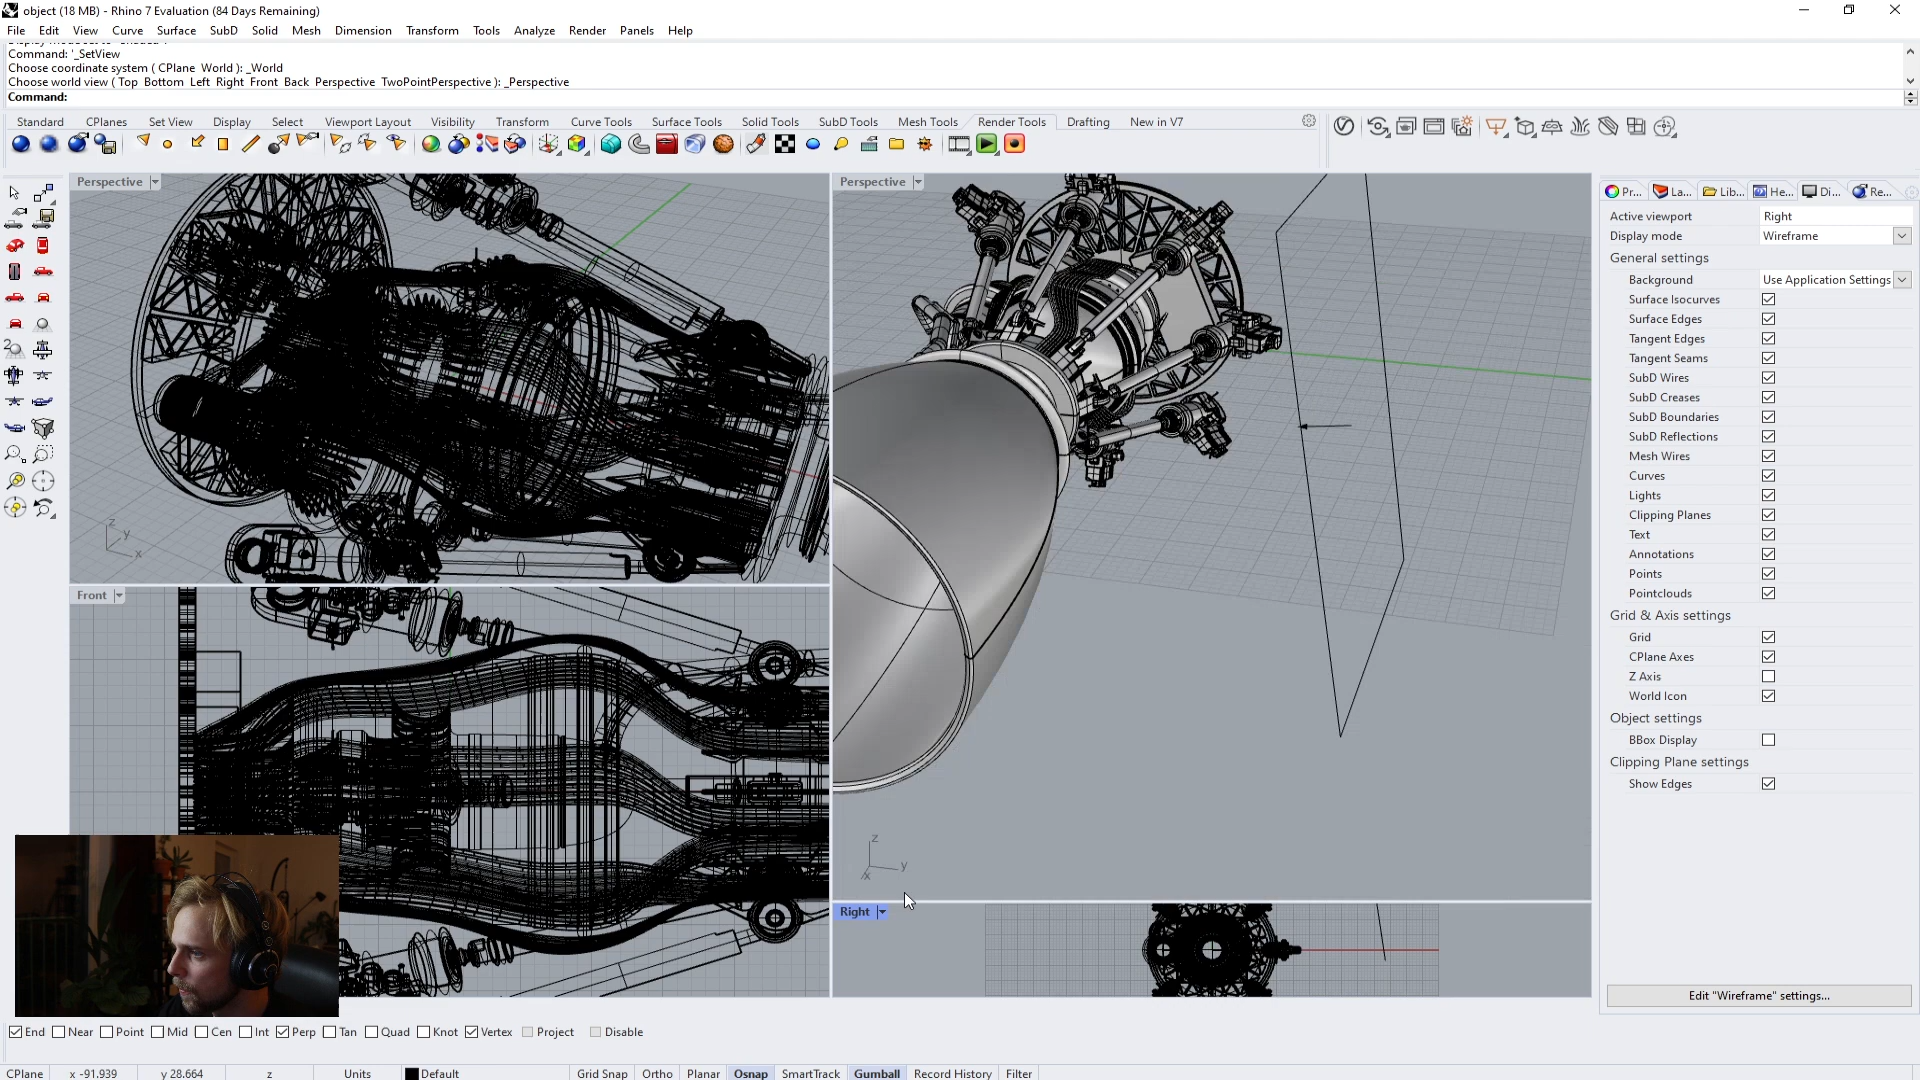 object (18 MB) - Rhino 7 Evaluation (84 Days Remaining)
File Edit View Curve Surface SubD Solid Mesh Dimension Transform Tools Analyze Render Panels Help
Command: '_SetView
Choose coordinate system ( CPlane World ): _World
Choose world view ( Top Bottom Left Right Front Back Perspective TwoPointPerspective ): _Perspective
Command:
Standard CPlanes Set View Display Select Viewport Layout Visibility Transform Curve Tools Surface Tools Solid Tools SubD Tools Mesh Tools Render Tools Drafting New in V7
Perspective
Perspective
Pr... La... Lib... He... Di... Re...
Active viewport Right
Display mode Wireframe
General settings
Background Use Application Settings
Surface Isocurves
Surface Edges
Tangent Edges
Tangent Seams
SubD Wires
SubD Creases
SubD Boundaries
SubD Reflections
Mesh Wires
Curves
Lights
Clipping Planes
Text
Annotations
Points
Pointclouds
Grid & Axis settings
Grid
CPlane Axes
Z Axis
World Icon
Object settings
BBox Display
Clipping Plane settings
Show Edges
Edit "Wireframe" settings...
2
z
y
x
Front
z
y
x
Right
End Near Point Mid Cen Int Perp Tan Quad Knot Vertex Project Disable
CPlane x -91.939 y 28.664 z Units Default Grid Snap Ortho Planar Osnap SmartTrack Gumball Record History Filter